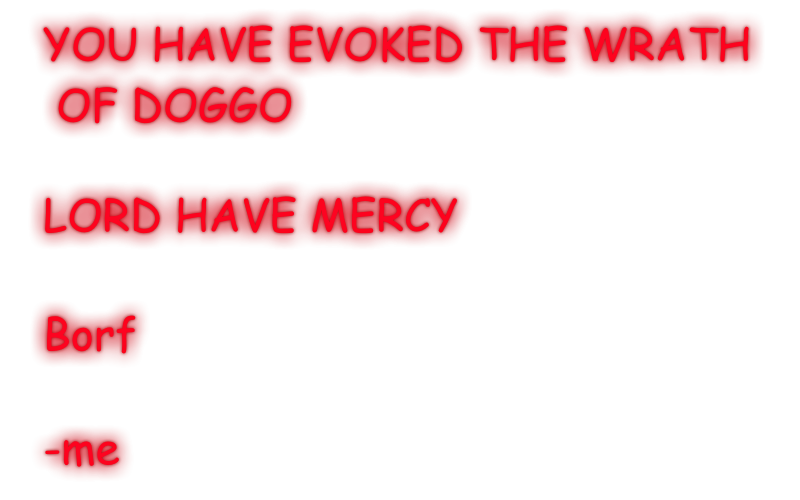 YOU HAVE EVOKED THE WRATH
OF DOGGO
LORD HAVE MERCY
Borf
-me